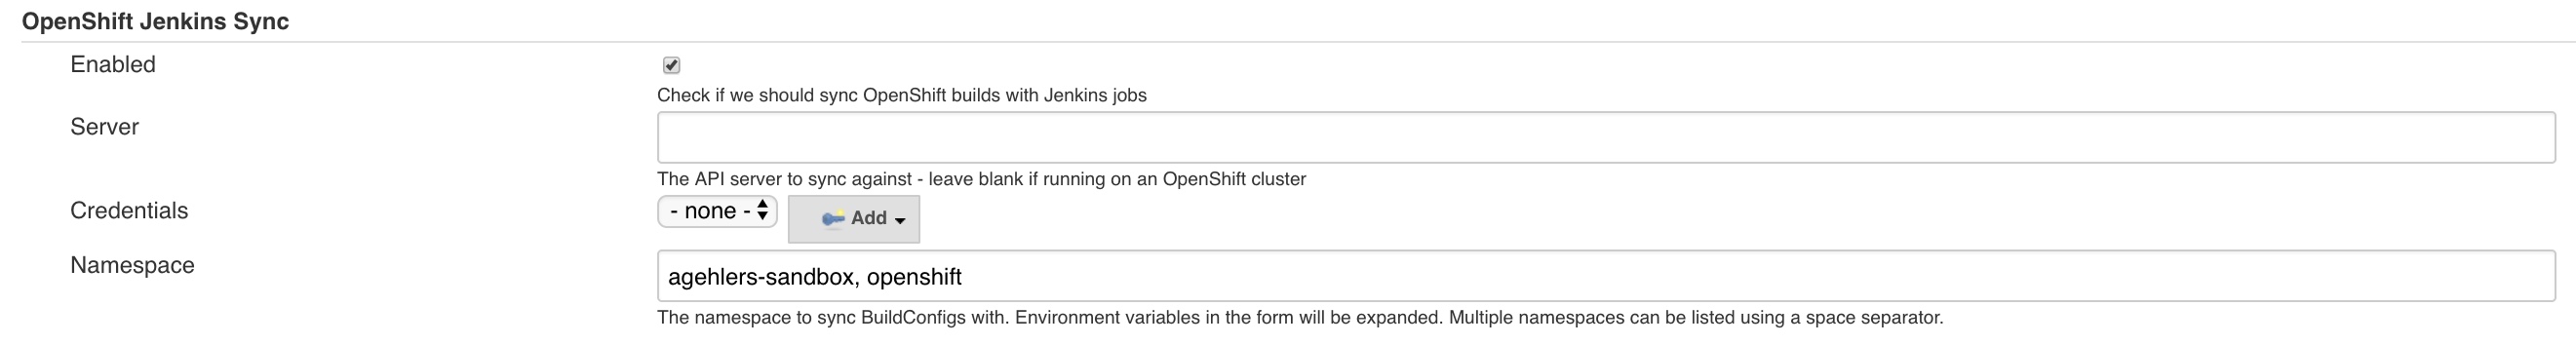 OpenShift Jenkins Sync
Enabled
Check if we should sync OpenShift builds with Jenkins jobs
Server
The API server to sync against - leave blank if running on an OpenShift cluster
Credentials
- none -
Add
Namespace
agehlers-sandbox, openshift
The namespace to sync BuildConfigs with. Environment variables in the form will be expanded. Multiple namespaces can be listed using a space separator.